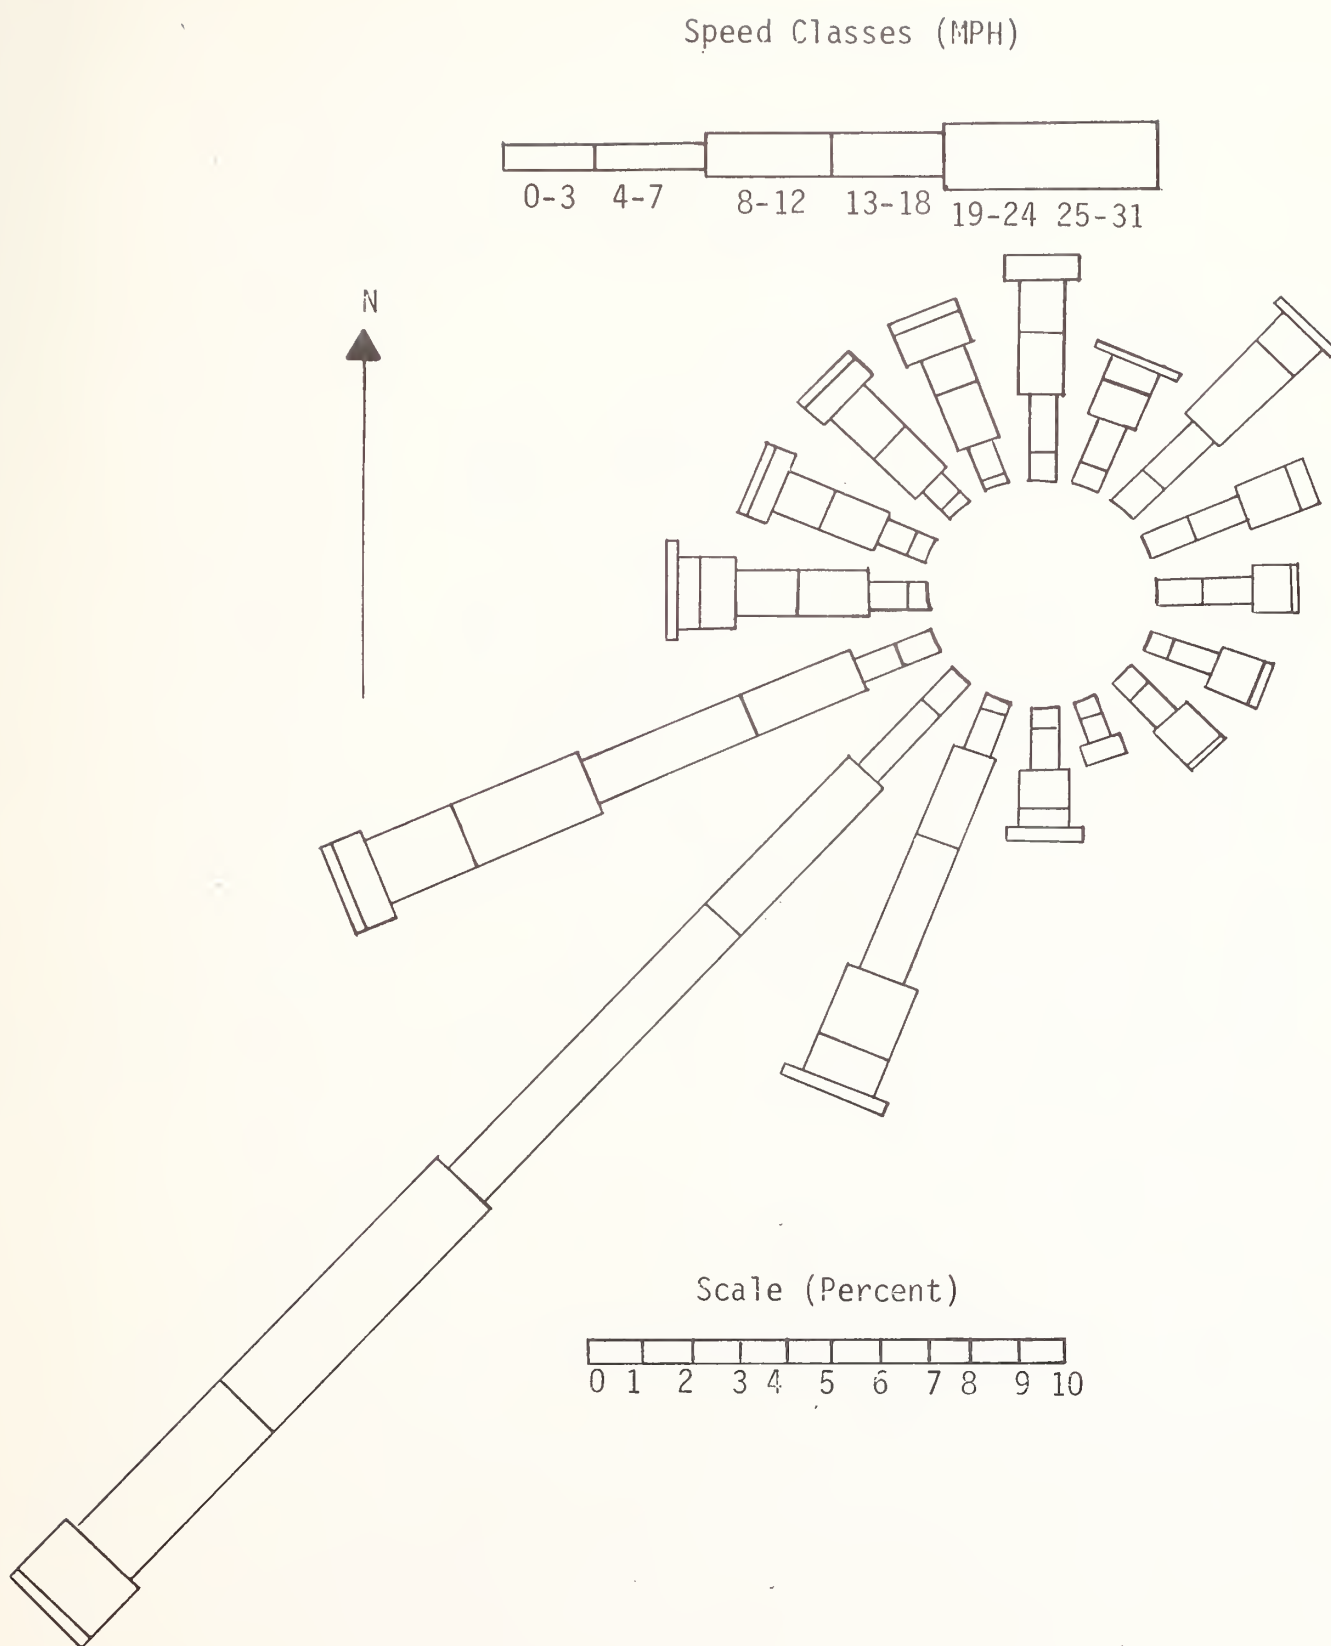 Speed Classes (MPH)
0-3 4-7 8-12 13-18 19-24 25-31
N
Scale (Percent)
0 1 2 3 4 5 6 7 8 9 10